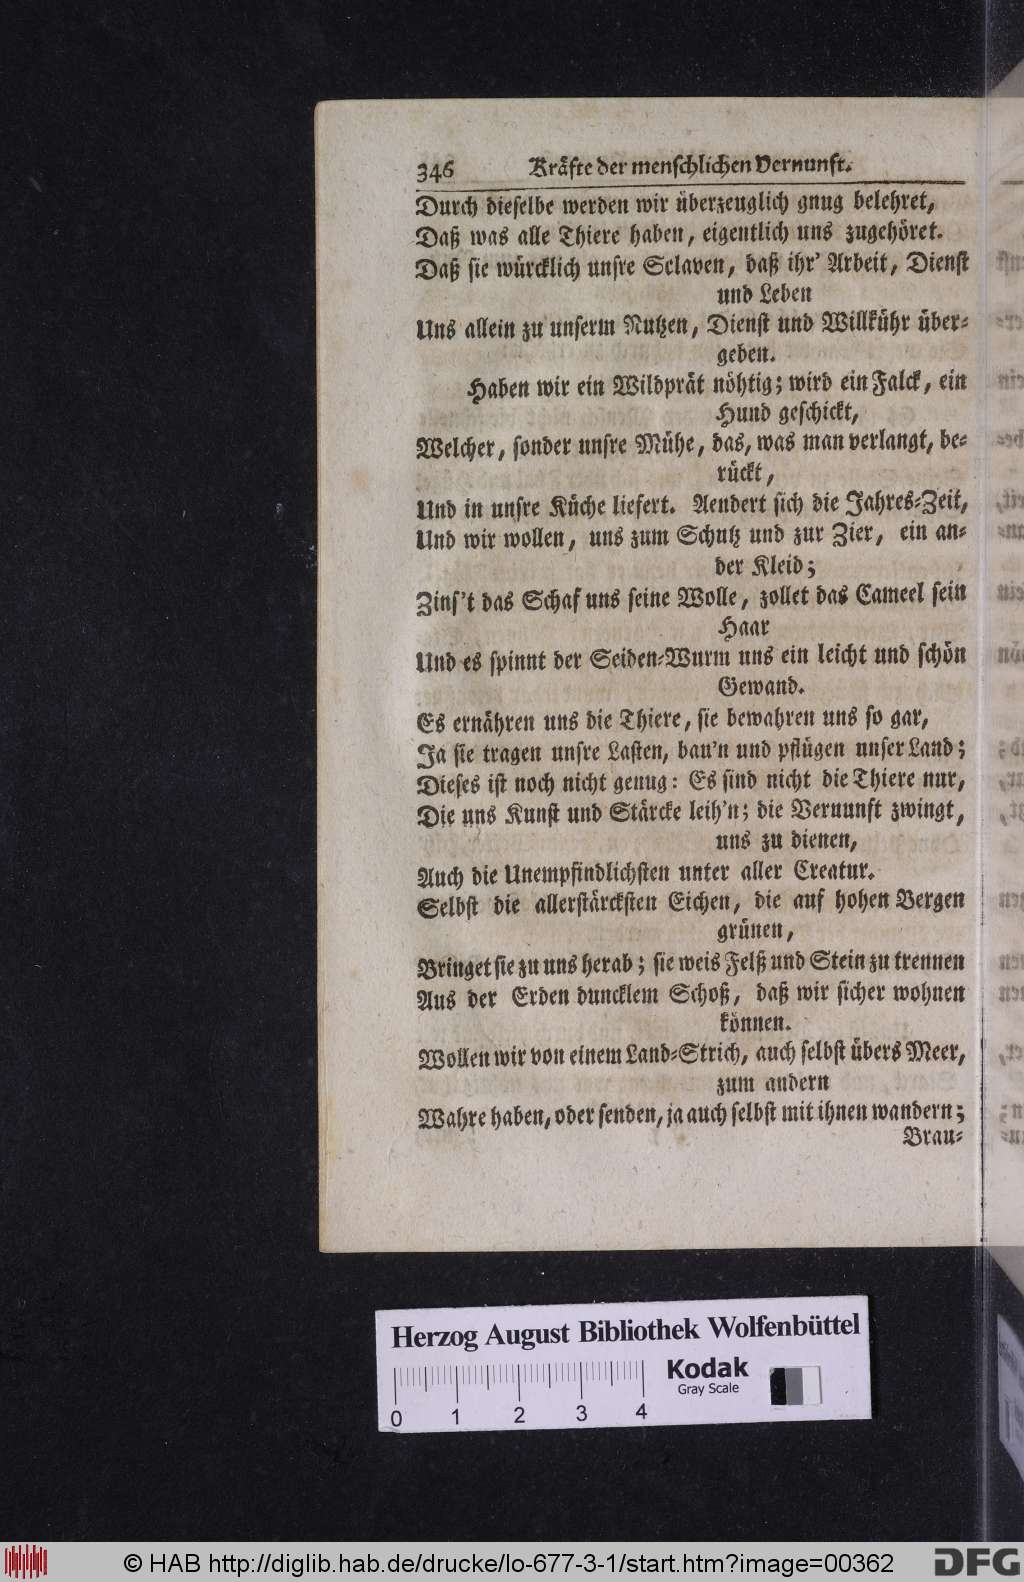 346 Kräfte der menschlichen Vernunft.
Durch dieselbe werden wir überzeuglich gnug belehret,
Daß was alle Thiere haben, eigentlich uns zugehöret.
Daß sie würcklich unsre Sclaven, daß ihr' Arbeit, Dienst
und Leben
Uns allein zu unserm Nutzen, Dienst und Willkühr über-
geben.
Haben wir ein Wildprät nöhtig; wird ein Falck, ein
Hund geschickt,
Welcher, sonder unsre Mühe, das, was man verlangt, be-
rückt,
Und in unsre Küche liefert. Aendert sich die Jahres-Zeit,
Und wir wollen, uns zum Schutz und zur Zier, ein an-
der Kleid;
Zins't das Schaf uns seine Wolle, zollet das Cameel sein
Haar
Und es spinnt der Seiden-Wurm uns ein leicht und schön
Gewand.
Es ernähren uns die Thiere, sie bewahren uns so gar,
Ja sie tragen unsre Lasten, bau'n und pflügen unser Land;
Dieses ist noch nicht genug: Es sind nicht die Thiere nur,
Die uns Kunst und Stärcke leih'n; die Vernunft zwingt,
uns zu dienen,
Auch die Unempfindlichsten unter aller Creatur.
Selbst die allerstärcksten Eichen, die auf hohen Bergen
grünen,
Bringet sie zu uns herab; sie weis Felß und Stein zu trennen
Aus der Erden duncklem Schoß, daß wir sicher wohnen
können.
Wollen wir von einem Land-Strich, auch selbst übers Meer,
zum andern
Wahre haben, oder senden, ja auch selbst mit ihnen wandern;
Brau-
Herzog August Bibliothek Wolfenbüttel
Kodak
Gray Scale
0 1 2 3 4
© HAB http://diglib.hab.de/drucke/lo-677-3-1/start.htm?image=00362
DFG